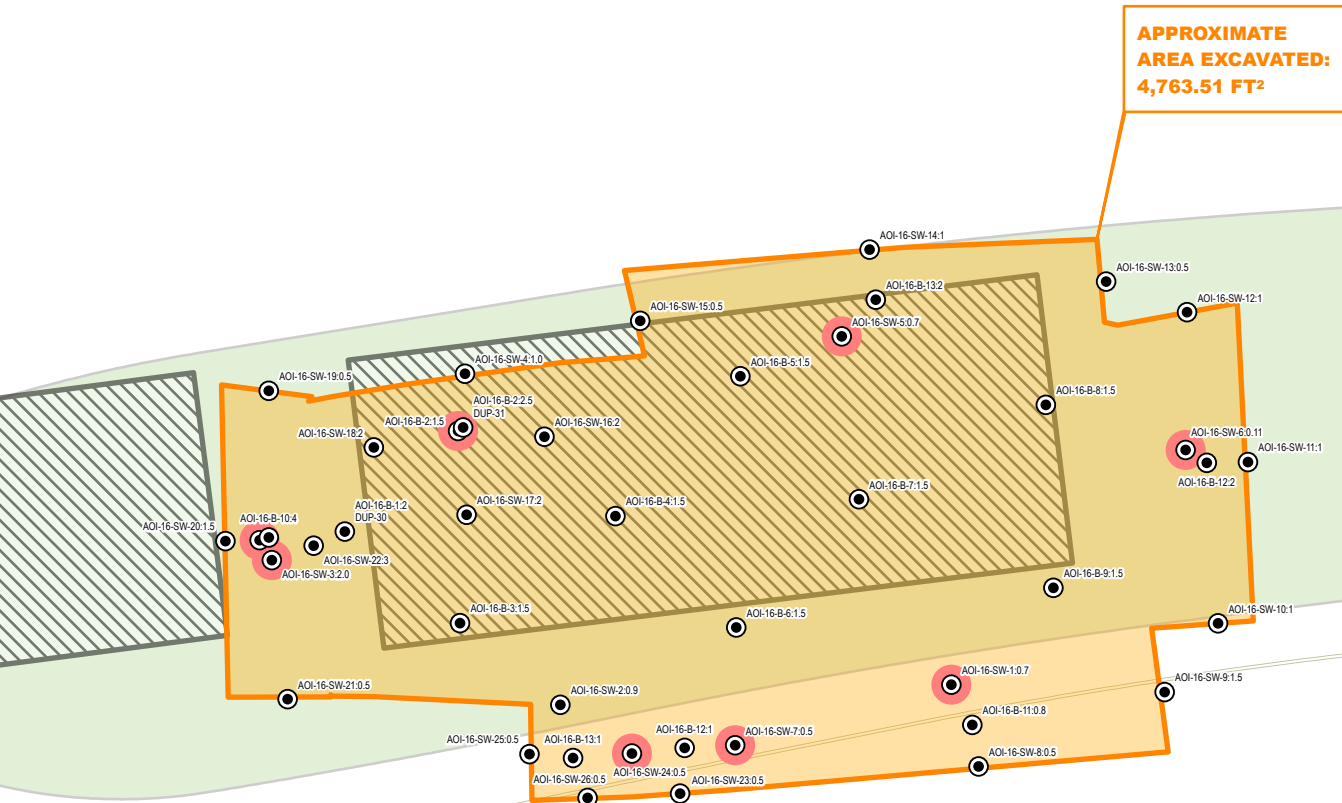 APPROXIMATE
AREA EXCAVATED:
4,763.51 FT²
AOI-16-SW-14:1
AOI-16-SW-13:0.5
AOI-16-B-13:2
AOI-16-SW-12:1
AOI-16-SW-15:0.5
AOI-16-SW-5:0.7
AOI-16-SW-4:1.0
AOI-16-B-5:1.5
AOI-16-SW-19:0.5
AOI-16-B-8:1.5
AOI-16-B-2:2.5
DUP-31
AOI-16-B-2:1.5
AOI-16-SW-16:2
AOI-16-SW-18:2
AOI-16-SW-6:0.11
AOI-16-SW-11:1
AOI-16-B-12:2
AOI-16-B-7:1.5
AOI-16-SW-17:2
AOI-16-B-4:1.5
AOI-16-B-1:2
DUP-30
AOI-16-B-10:4
AOI-16-SW-20:1.5
AOI-16-SW-22:3
AOI-16-SW-3:2.0
AOI-16-B-9:1.5
AOI-16-B-3:1.5
AOI-16-B-6:1.5
AOI-16-SW-10:1
AOI-16-SW-1:0.7
AOI-16-SW-21:0.5
AOI-16-SW-9:1.5
AOI-16-SW-2:0.9
AOI-16-B-11:0.8
AOI-16-B-12:1
AOI-16-SW-7:0.5
AOI-16-SW-25:0.5
AOI-16-B-13:1
AOI-16-SW-8:0.5
AOI-16-SW-24:0.5
AOI-16-SW-26:0.5
AOI-16-SW-23:0.5